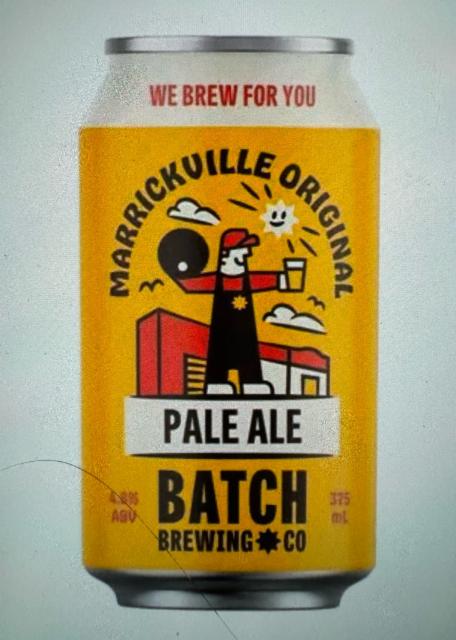 WE BREW FOR YOU
MARRICKVILLE ORIGINAL
PALE ALE
BATCH
BREWING CO
ABV
375
mL